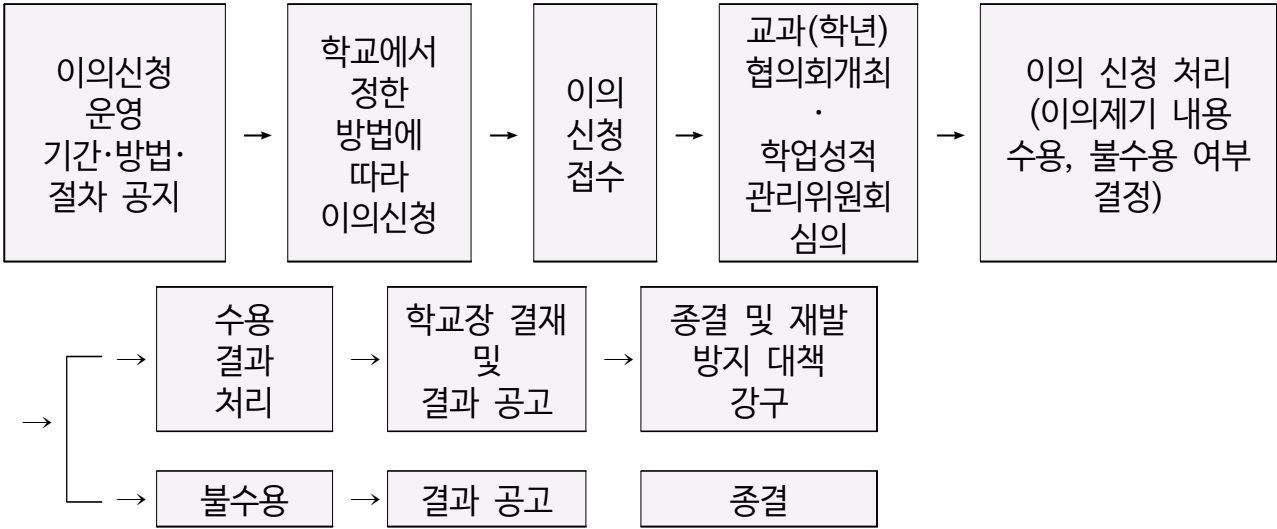 이의신청
운영
기간·방법·
절차 공지
→
학교에서
정한
방법에
따라
이의신청
→
이의
신청
접수
→
교과(학년)
협의회개최
·
학업성적
관리위원회
심의
→
이의 신청 처리
(이의제기 내용
수용, 불수용 여부
결정)
→
→
수용
결과
처리
→
학교장 결재
및
결과 공고
→
종결 및 재발
방지 대책
강구
→
불수용
→
결과 공고
종결